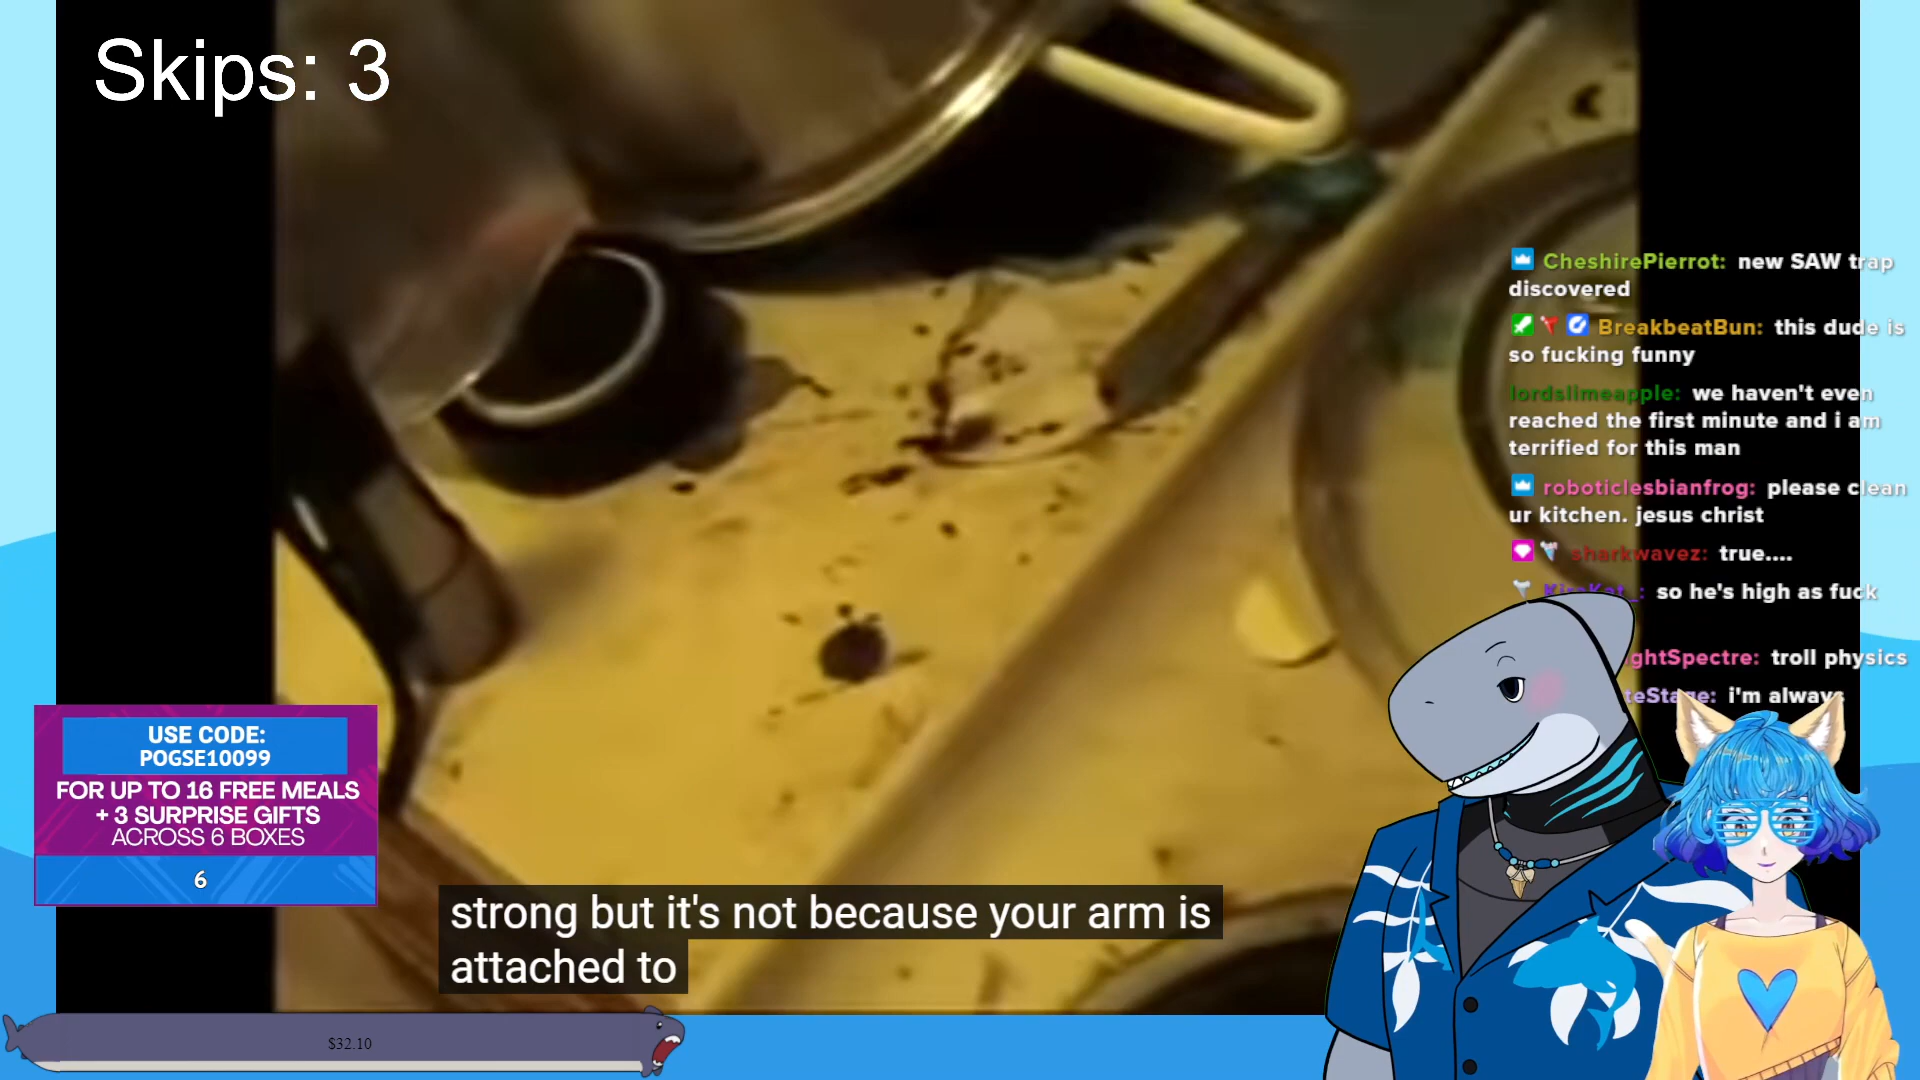 Skips: 3
CheshirePierrot: new SAW trap
discovered
BreakbeatBun: this dude is
so fucking funny
lordslimeapple: we haven't even
reached the first minute and i am
terrified for this man
roboticlesbianfrog: please clean
ur kitchen. jesus christ
sharkwavez: true....
so he's high as fuck
ghtSpectre: troll physics
teStage: i'm always
USE CODE:
POGSE10099
FOR UP TO 16 FREE MEALS
+ 3 SURPRISE GIFTS
ACROSS 6 BOXES
6
strong but it's not because your arm is
attached to
$32.10